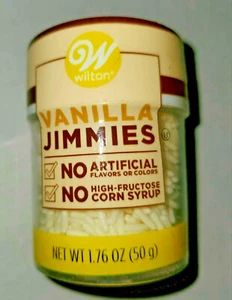 W
wilton®
VANILLA
JIMMIES
NO ARTIFICIAL
FLAVORS OR COLORS
NO HIGH-FRUCTOSE
CORN SYRUP
NET WT 1.76 OZ (50 g)